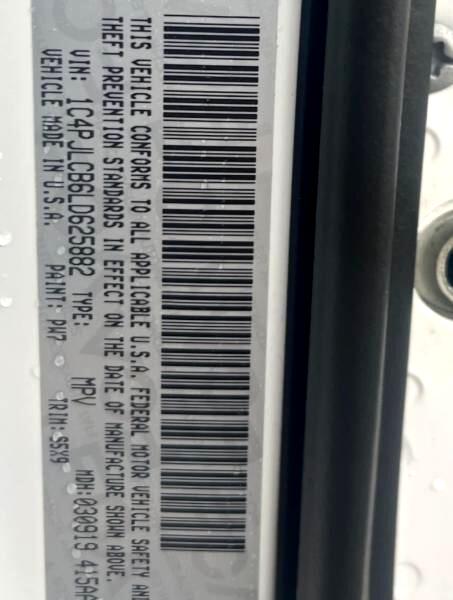 THIS VEHICLE CONFORMS TO ALL APPLICABLE U.S.A. FEDERAL MOTOR VEHICLE SAFETY AND
THEFT PREVENTION STANDARDS IN EFFECT ON THE DATE OF MANUFACTURE SHOWN ABOVE.
VIN: 1C4PJLCB6LD625882 TYPE: MPV MDH:030919 415AA
VEHICLE MADE IN U.S.A. PAINT: PW7 TRIM: S5X9